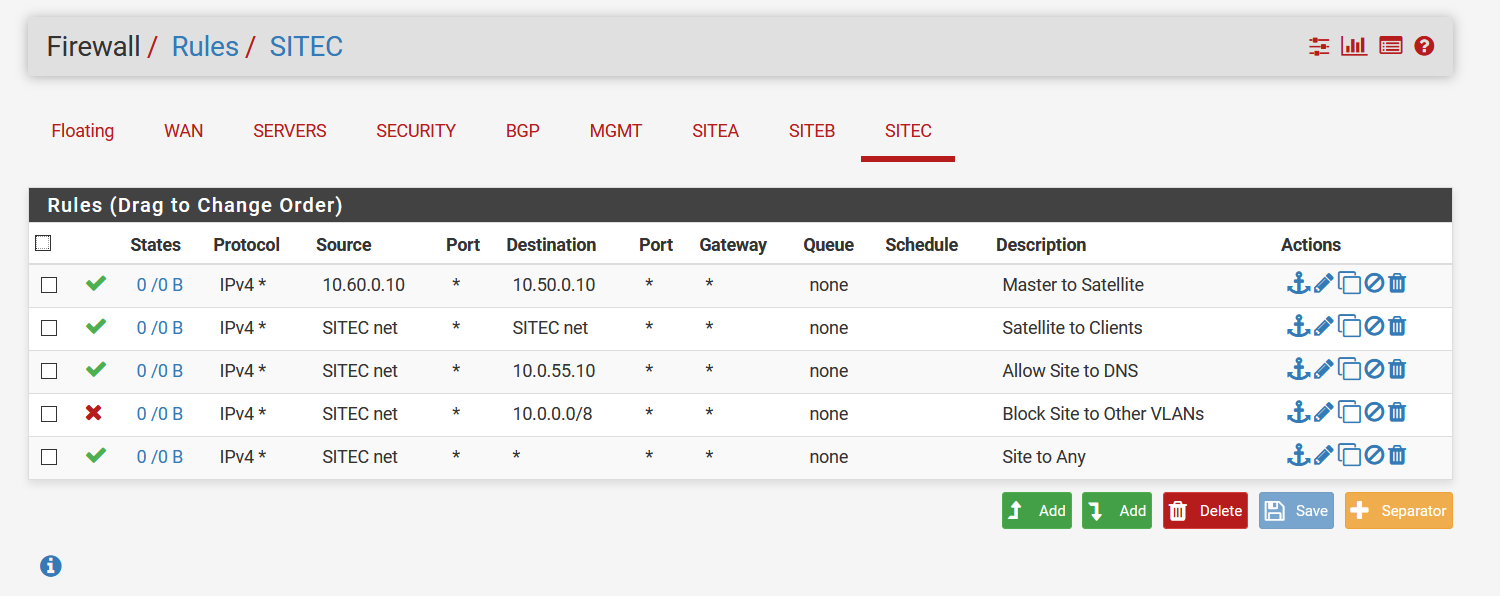 Firewall / Rules / SITEC
Floating WAN SERVERS SECURITY BGP MGMT SITEA SITEB SITEC
Rules (Drag to Change Order)
States Protocol Source Port Destination Port Gateway Queue Schedule Description Actions
0 /0 B IPv4 * 10.60.0.10 * 10.50.0.10 * * none Master to Satellite
0 /0 B IPv4 * SITEC net * SITEC net * * none Satellite to Clients
0 /0 B IPv4 * SITEC net * 10.0.55.10 * * none Allow Site to DNS
0 /0 B IPv4 * SITEC net * 10.0.0.0/8 * * none Block Site to Other VLANs
0 /0 B IPv4 * SITEC net * * * * none Site to Any
Add Add Delete Save Separator